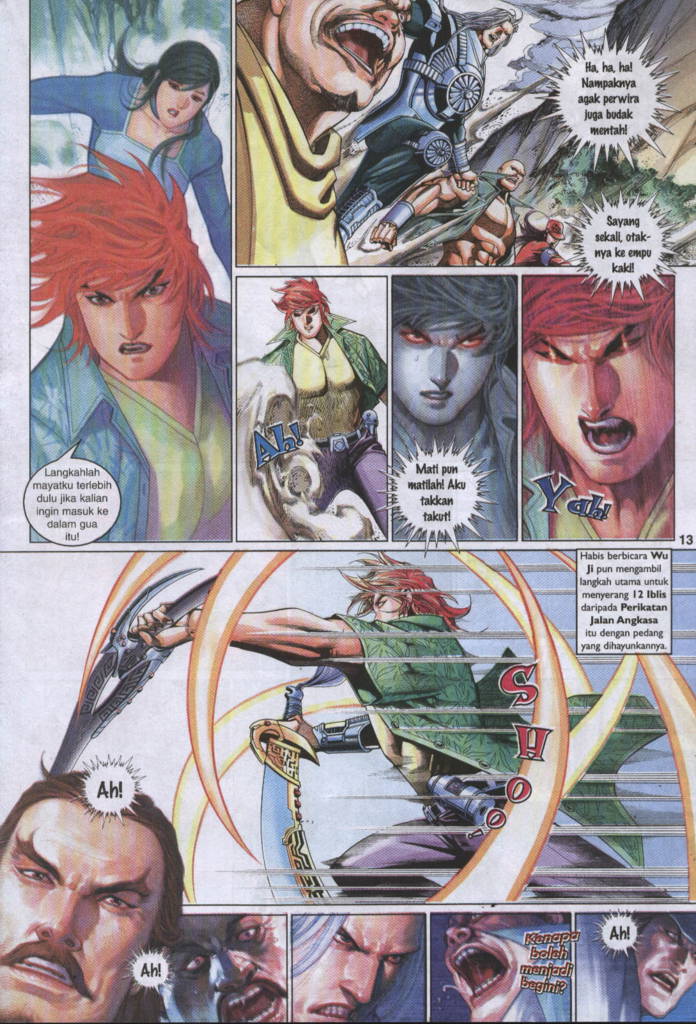 Ha, ha, ha!
Nampaknya
agak perwira
juga budak
mentah!
Sayang
sekali, otak-
nya ke empu
kaki!
Langkahlah
mayatku terlebih
dulu jika kalian
ingin masuk ke
dalam gua
itu!
Ah!
Mati pun
matilah! Aku
takkan
takut!
Yah!
13
Habis berbicara Wu
Ji pun mengambil
langkah utama untuk
menyerang 12 Iblis
daripada Perikatan
Jalan Angkasa
itu dengan pedang
yang dihayunkannya.
SHOO!
Ah!
Ah!
Kenapa
boleh
menjadi
begini?
Ah!